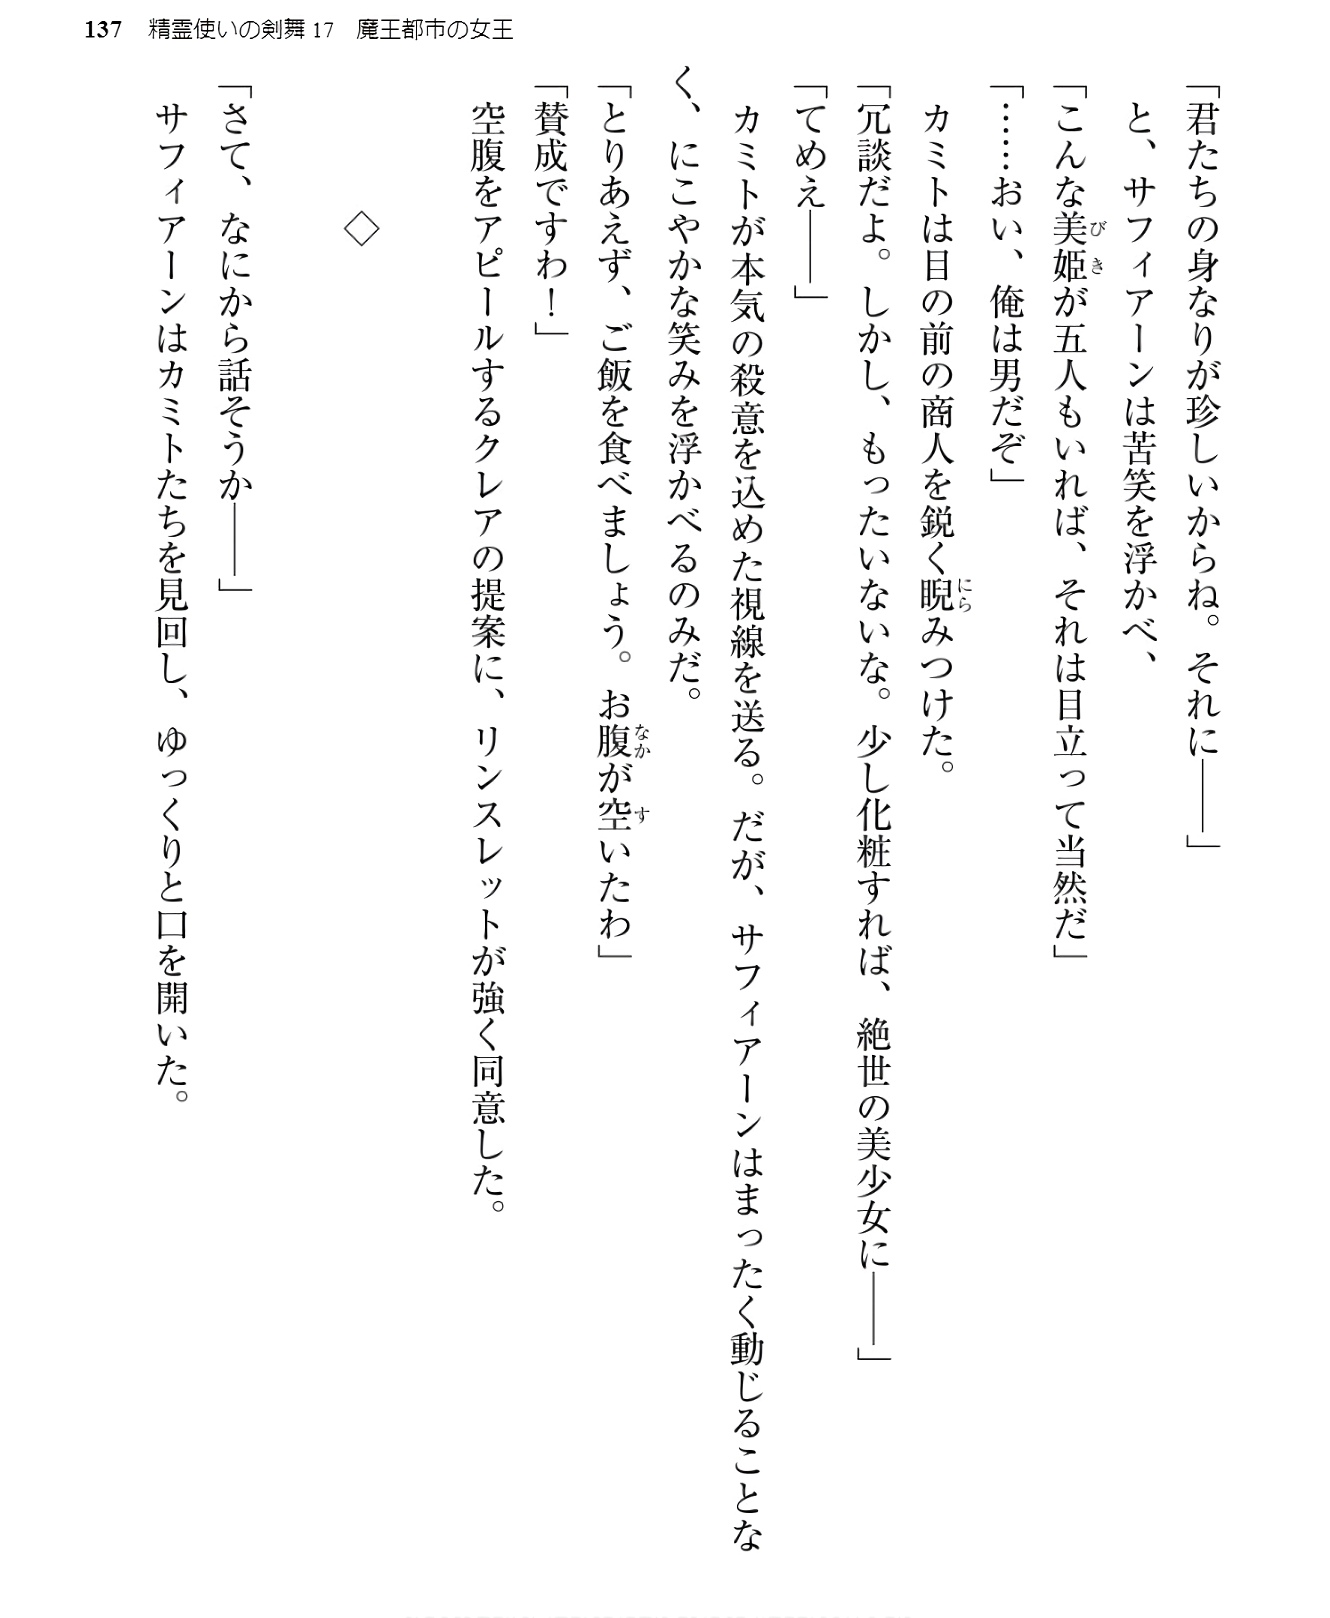 137　精霊使いの剣舞17　魔王都市の女王
「君たちの身なりが珍しいからね。それに――」
　と、サフィアーンは苦笑を浮かべ、
「こんな美姫が五人もいれば、それは目立って当然だ」
びき
「……おい、俺は男だぞ」
　カミトは目の前の商人を鋭く睨みつけた。
にら
「冗談だよ。しかし、もったいないな。少し化粧すれば、絶世の美少女に――」
「てめえ――」
　カミトが本気の殺意を込めた視線を送る。だが、サフィアーンはまったく動じることな
く、にこやかな笑みを浮かべるのみだ。
「とりあえず、ご飯を食べましょう。お腹が空いたわ」
なか
す
「賛成ですわ！」
　空腹をアピールするクレアの提案に、リンスレットが強く同意した。
◇
「さて、なにから話そうか――」
　サフィアーンはカミトたちを見回し、ゆっくりと口を開いた。